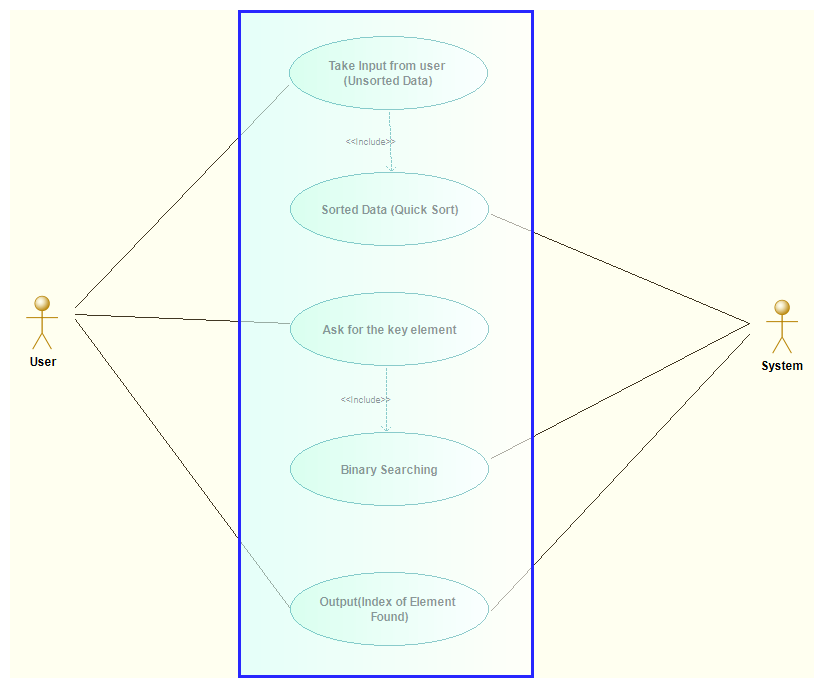 Take Input from user
(Unsorted Data)
<<Include>>
Sorted Data (Quick Sort)
User
Ask for the key element
System
<<Include>>
Binary Searching
Output(Index of Element
Found)